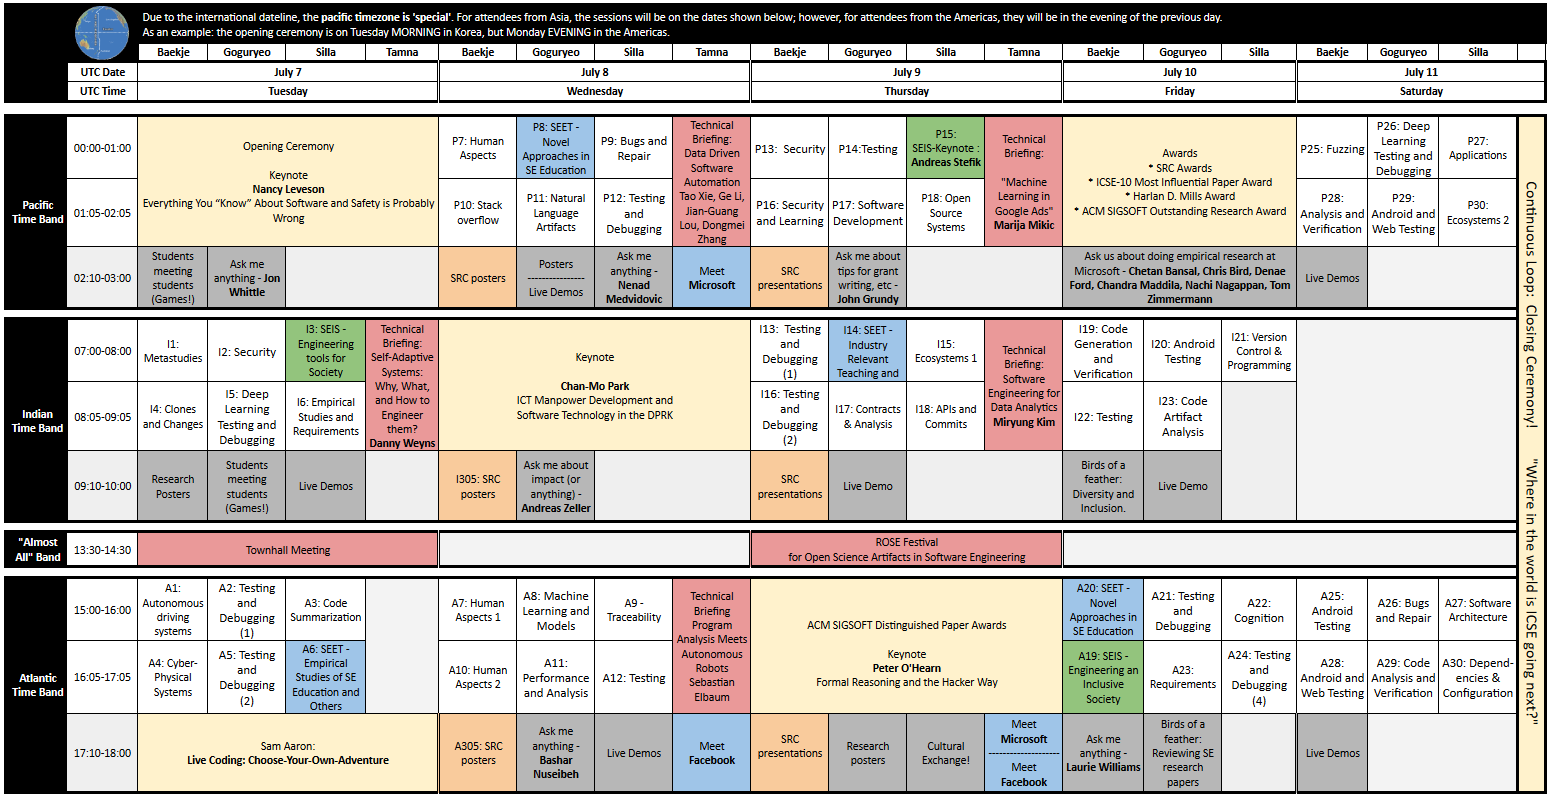 Due to the international dateline, the pacific timezone is 'special'. For attendees from Asia, the sessions will be on the dates shown below; however, for attendees from the Americas, they will be in the evening of the previous day.
As an example: the opening ceremony is on Tuesday MORNING in Korea, but Monday EVENING in the Americas.
Baekje Goguryeo Silla Tamna Baekje Goguryeo Silla Tamna Baekje Goguryeo Silla Tamna Baekje Goguryeo Silla Baekje Goguryeo Silla
UTC Date July 7 July 8 July 9 July 10 July 11
UTC Time Tuesday Wednesday Thursday Friday Saturday
Pacific
Time Band
00:00-01:00
Opening Ceremony
Keynote
Nancy Leveson
Everything You “Know” About Software and Safety is Probably
Wrong
P7: Human
Aspects
P8: SEET -
Novel
Approaches in
SE Education
P9: Bugs and
Repair
Technical
Briefing:
Data Driven
Software
Automation
Tao Xie, Ge Li,
Jian-Guang
Lou, Dongmei
Zhang
P13: Security
P14:Testing
P15:
SEIS-Keynote :
Andreas Stefik
Technical
Briefing:
"Machine
Learning in
Google Ads"
Marija Mikic
Awards
* SRC Awards
* ICSE-10 Most Influential Paper Award
* Harlan D. Mills Award
* ACM SIGSOFT Outstanding Research Award
P25: Fuzzing
P26: Deep
Learning
Testing and
Debugging
P27:
Applications
01:05-02:05
P10: Stack
overflow
P11: Natural
Language
Artifacts
P12: Testing
and
Debugging
P16: Security
and Learning
P17: Software
Development
P18: Open
Source
Systems
P28:
Analysis and
Verification
P29:
Android and
Web Testing
P30:
Ecosystems 2
02:10-03:00
Students
meeting
students
(Games!)
Ask me
anything - Jon
Whittle
SRC posters
Posters
----------------
Live Demos
Ask me
anything -
Nenad
Medvidovic
Meet
Microsoft
SRC
presentations
Ask me about
tips for grant
writing, etc -
John Grundy
Ask us about doing empirical research at
Microsoft - Chetan Bansal, Chris Bird, Denae
Ford, Chandra Maddila, Nachi Nagappan, Tom
Zimmermann
Live Demos
Indian
Time Band
07:00-08:00
I1:
Metastudies
I2: Security
I3: SEIS -
Engineering
tools for
Society
Technical
Briefing:
Self-Adaptive
Systems:
Why, What,
and How to
Engineer
them?
Danny Weyns
Keynote
Chan-Mo Park
ICT Manpower Development and
Software Technology in the DPRK
I13: Testing
and
Debugging
(1)
I14: SEET -
Industry
Relevant
Teaching and
I15:
Ecosystems 1
Technical
Briefing:
Software
Engineering for
Data Analytics
Miryung Kim
I19: Code
Generation
and
Verification
I20: Android
Testing
I21: Version
Control &
Programming
08:05-09:05
I4: Clones
and Changes
I5: Deep
Learning
Testing and
Debugging
I6: Empirical
Studies and
Requirements
I16: Testing
and
Debugging
(2)
I17: Contracts
& Analysis
I18: APIs and
Commits
I22: Testing
I23: Code
Artifact
Analysis
09:10-10:00
Research
Posters
Students
meeting
students
(Games!)
Live Demos
I305: SRC
posters
Ask me about
impact (or
anything) -
Andreas Zeller
SRC
presentations
Live Demo
Birds of a
feather:
Diversity and
Inclusion.
Live Demo
"Almost
All" Band
13:30-14:30
Townhall Meeting
ROSE Festival
for Open Science Artifacts in Software Engineering
Atlantic
Time Band
15:00-16:00
A1:
Autonomous
driving
systems
A2: Testing
and
Debugging
(1)
A3: Code
Summarization
A7: Human
Aspects 1
A8: Machine
Learning and
Models
A9 -
Traceability
Technical
Briefing
Program
Analysis Meets
Autonomous
Robots
Sebastian
Elbaum
ACM SIGSOFT Distinguished Paper Awards
Keynote
Peter O'Hearn
Formal Reasoning and the Hacker Way
A20: SEET -
Novel
Approaches in
SE Education
A21: Testing
and
Debugging
A22:
Cognition
A25:
Android
Testing
A26: Bugs
and Repair
A27: Software
Architecture
16:05-17:05
A4: Cyber-
Physical
Systems
A5: Testing
and
Debugging
(2)
A6: SEET -
Empirical
Studies of SE
Education and
Others
A10: Human
Aspects 2
A11:
Performance
and Analysis
A12: Testing
A19: SEIS -
Engineering an
Inclusive
Society
A23:
Requirements
A24: Testing
and
Debugging
(4)
A28:
Android and
Web Testing
A29: Code
Analysis and
Verification
A30: Depend-
encies &
Configuration
17:10-18:00
Sam Aaron:
Live Coding: Choose-Your-Own-Adventure
A305: SRC
posters
Ask me
anything -
Bashar
Nuseibeh
Live Demos
Meet
Facebook
SRC
presentations
Research
posters
Cultural
Exchange!
Meet
Microsoft
--------------------
Meet
Facebook
Ask me
anything -
Laurie Williams
Birds of a
feather:
Reviewing SE
research
papers
Live Demos
Continuous Loop: Closing Ceremony! "Where in the world is ICSE going next?"